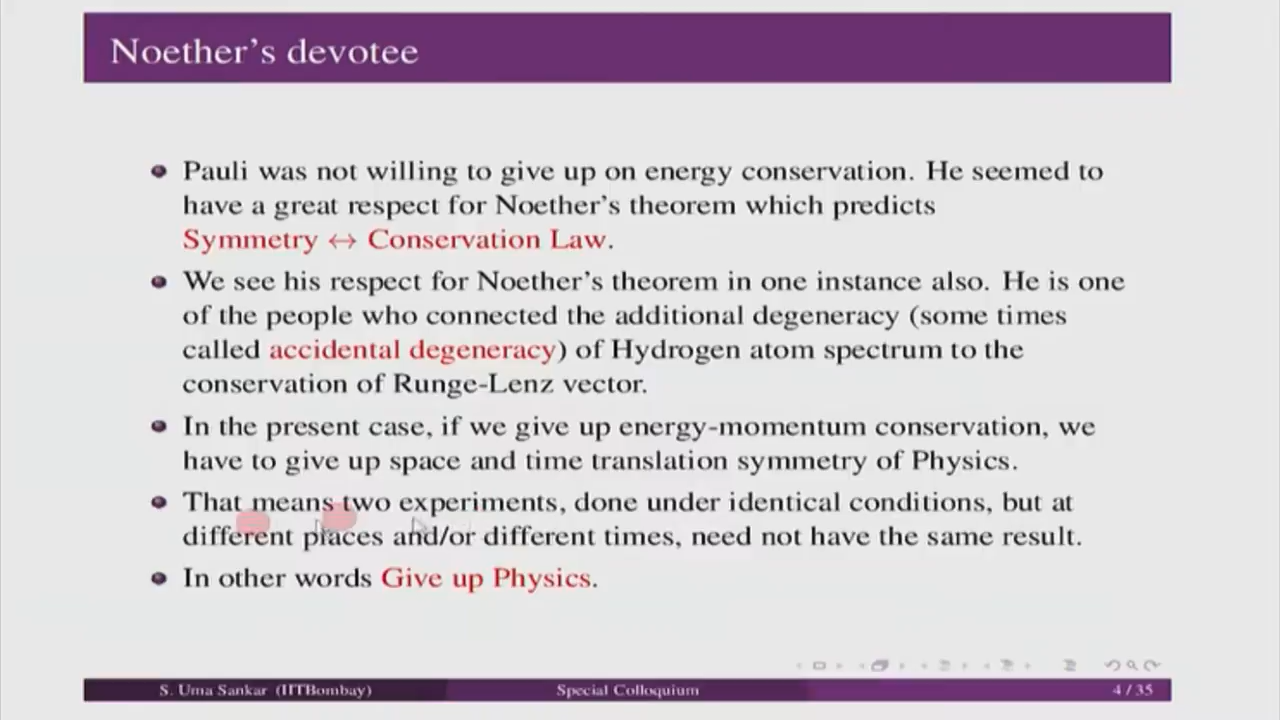 Noether's devotee
Pauli was not willing to give up on energy conservation. He seemed to
have a great respect for Noether's theorem which predicts
Symmetry ↔ Conservation Law.
We see his respect for Noether's theorem in one instance also. He is one
of the people who connected the additional degeneracy (some times
called accidental degeneracy) of Hydrogen atom spectrum to the
conservation of Runge-Lenz vector.
In the present case, if we give up energy-momentum conservation, we
have to give up space and time translation symmetry of Physics.
That means two experiments, done under identical conditions, but at
different places and/or different times, need not have the same result.
In other words Give up Physics.
S. Uma Sankar (IITBombay)
Special Colloquium
4 / 35